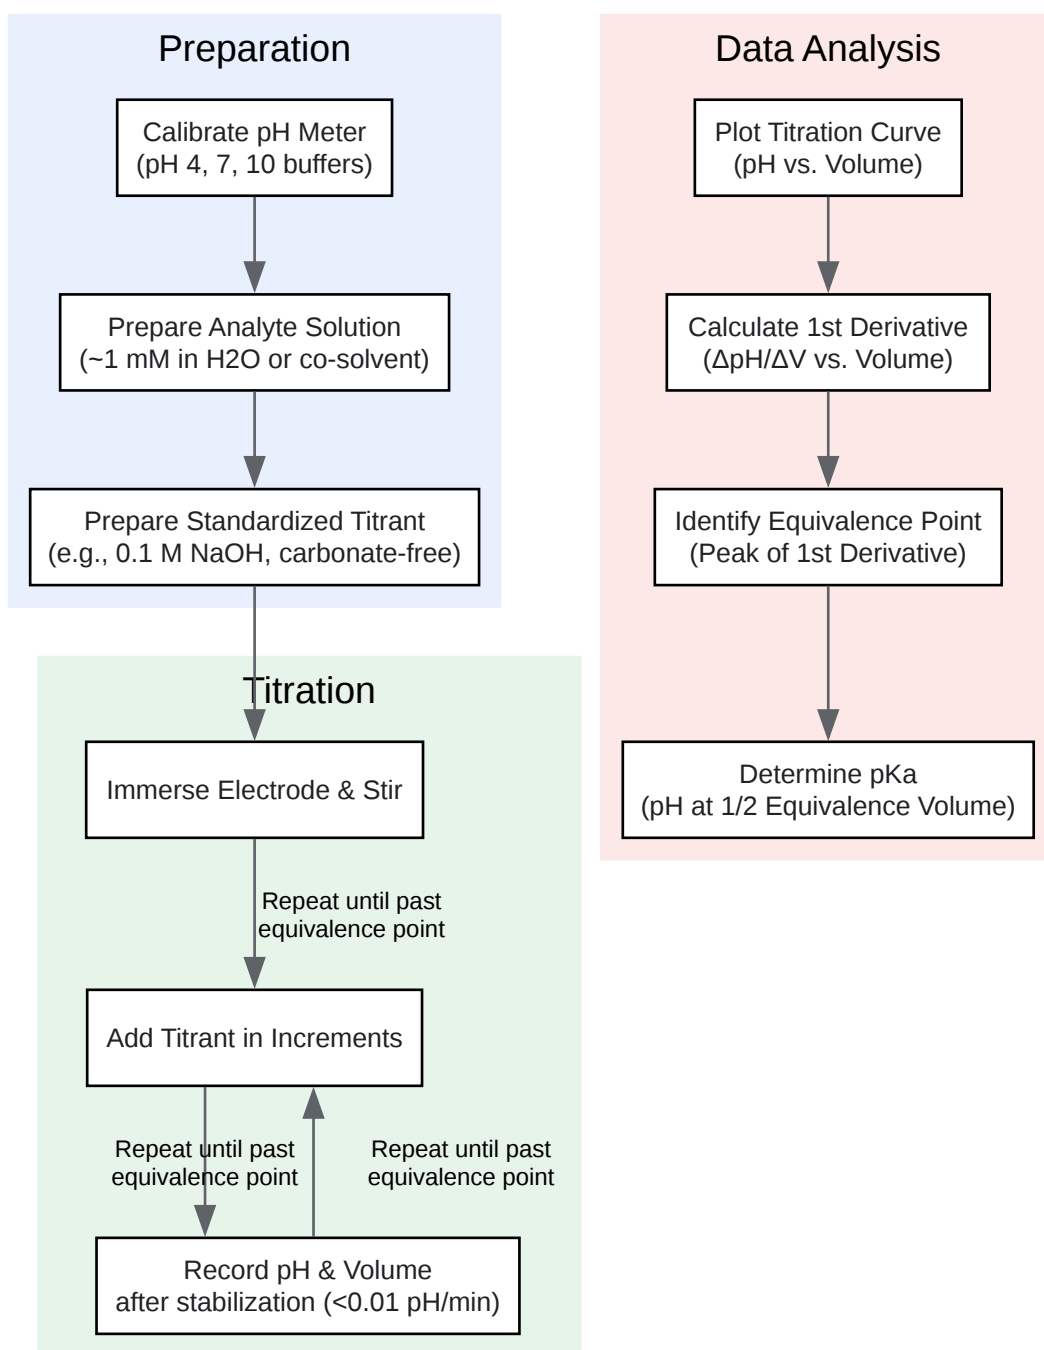 Preparation
Calibrate pH Meter
(pH 4, 7, 10 buffers)
Prepare Analyte Solution
(~1 mM in H2O or co-solvent)
Prepare Standardized Titrant
(e.g., 0.1 M NaOH, carbonate-free)
Titration
Immerse Electrode & Stir
Repeat until past
equivalence point
Add Titrant in Increments
Repeat until past
equivalence point
Repeat until past
equivalence point
Record pH & Volume
after stabilization (<0.01 pH/min)
Data Analysis
Plot Titration Curve
(pH vs. Volume)
Calculate 1st Derivative
(ΔpH/ΔV vs. Volume)
Identify Equivalence Point
(Peak of 1st Derivative)
Determine pKa
(pH at 1/2 Equivalence Volume)